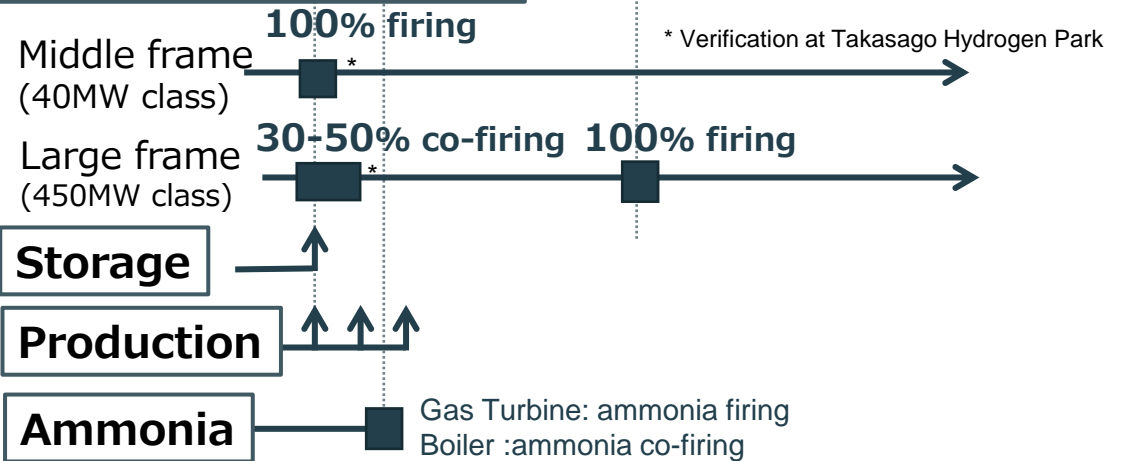 100% firing
* Verification at Takasago Hydrogen Park
Middle frame
(40MW class)
*
30-50% co-firing 100% firing
Large frame
(450MW class)
*
Storage
Production
Ammonia
Gas Turbine: ammonia firing
Boiler :ammonia co-firing